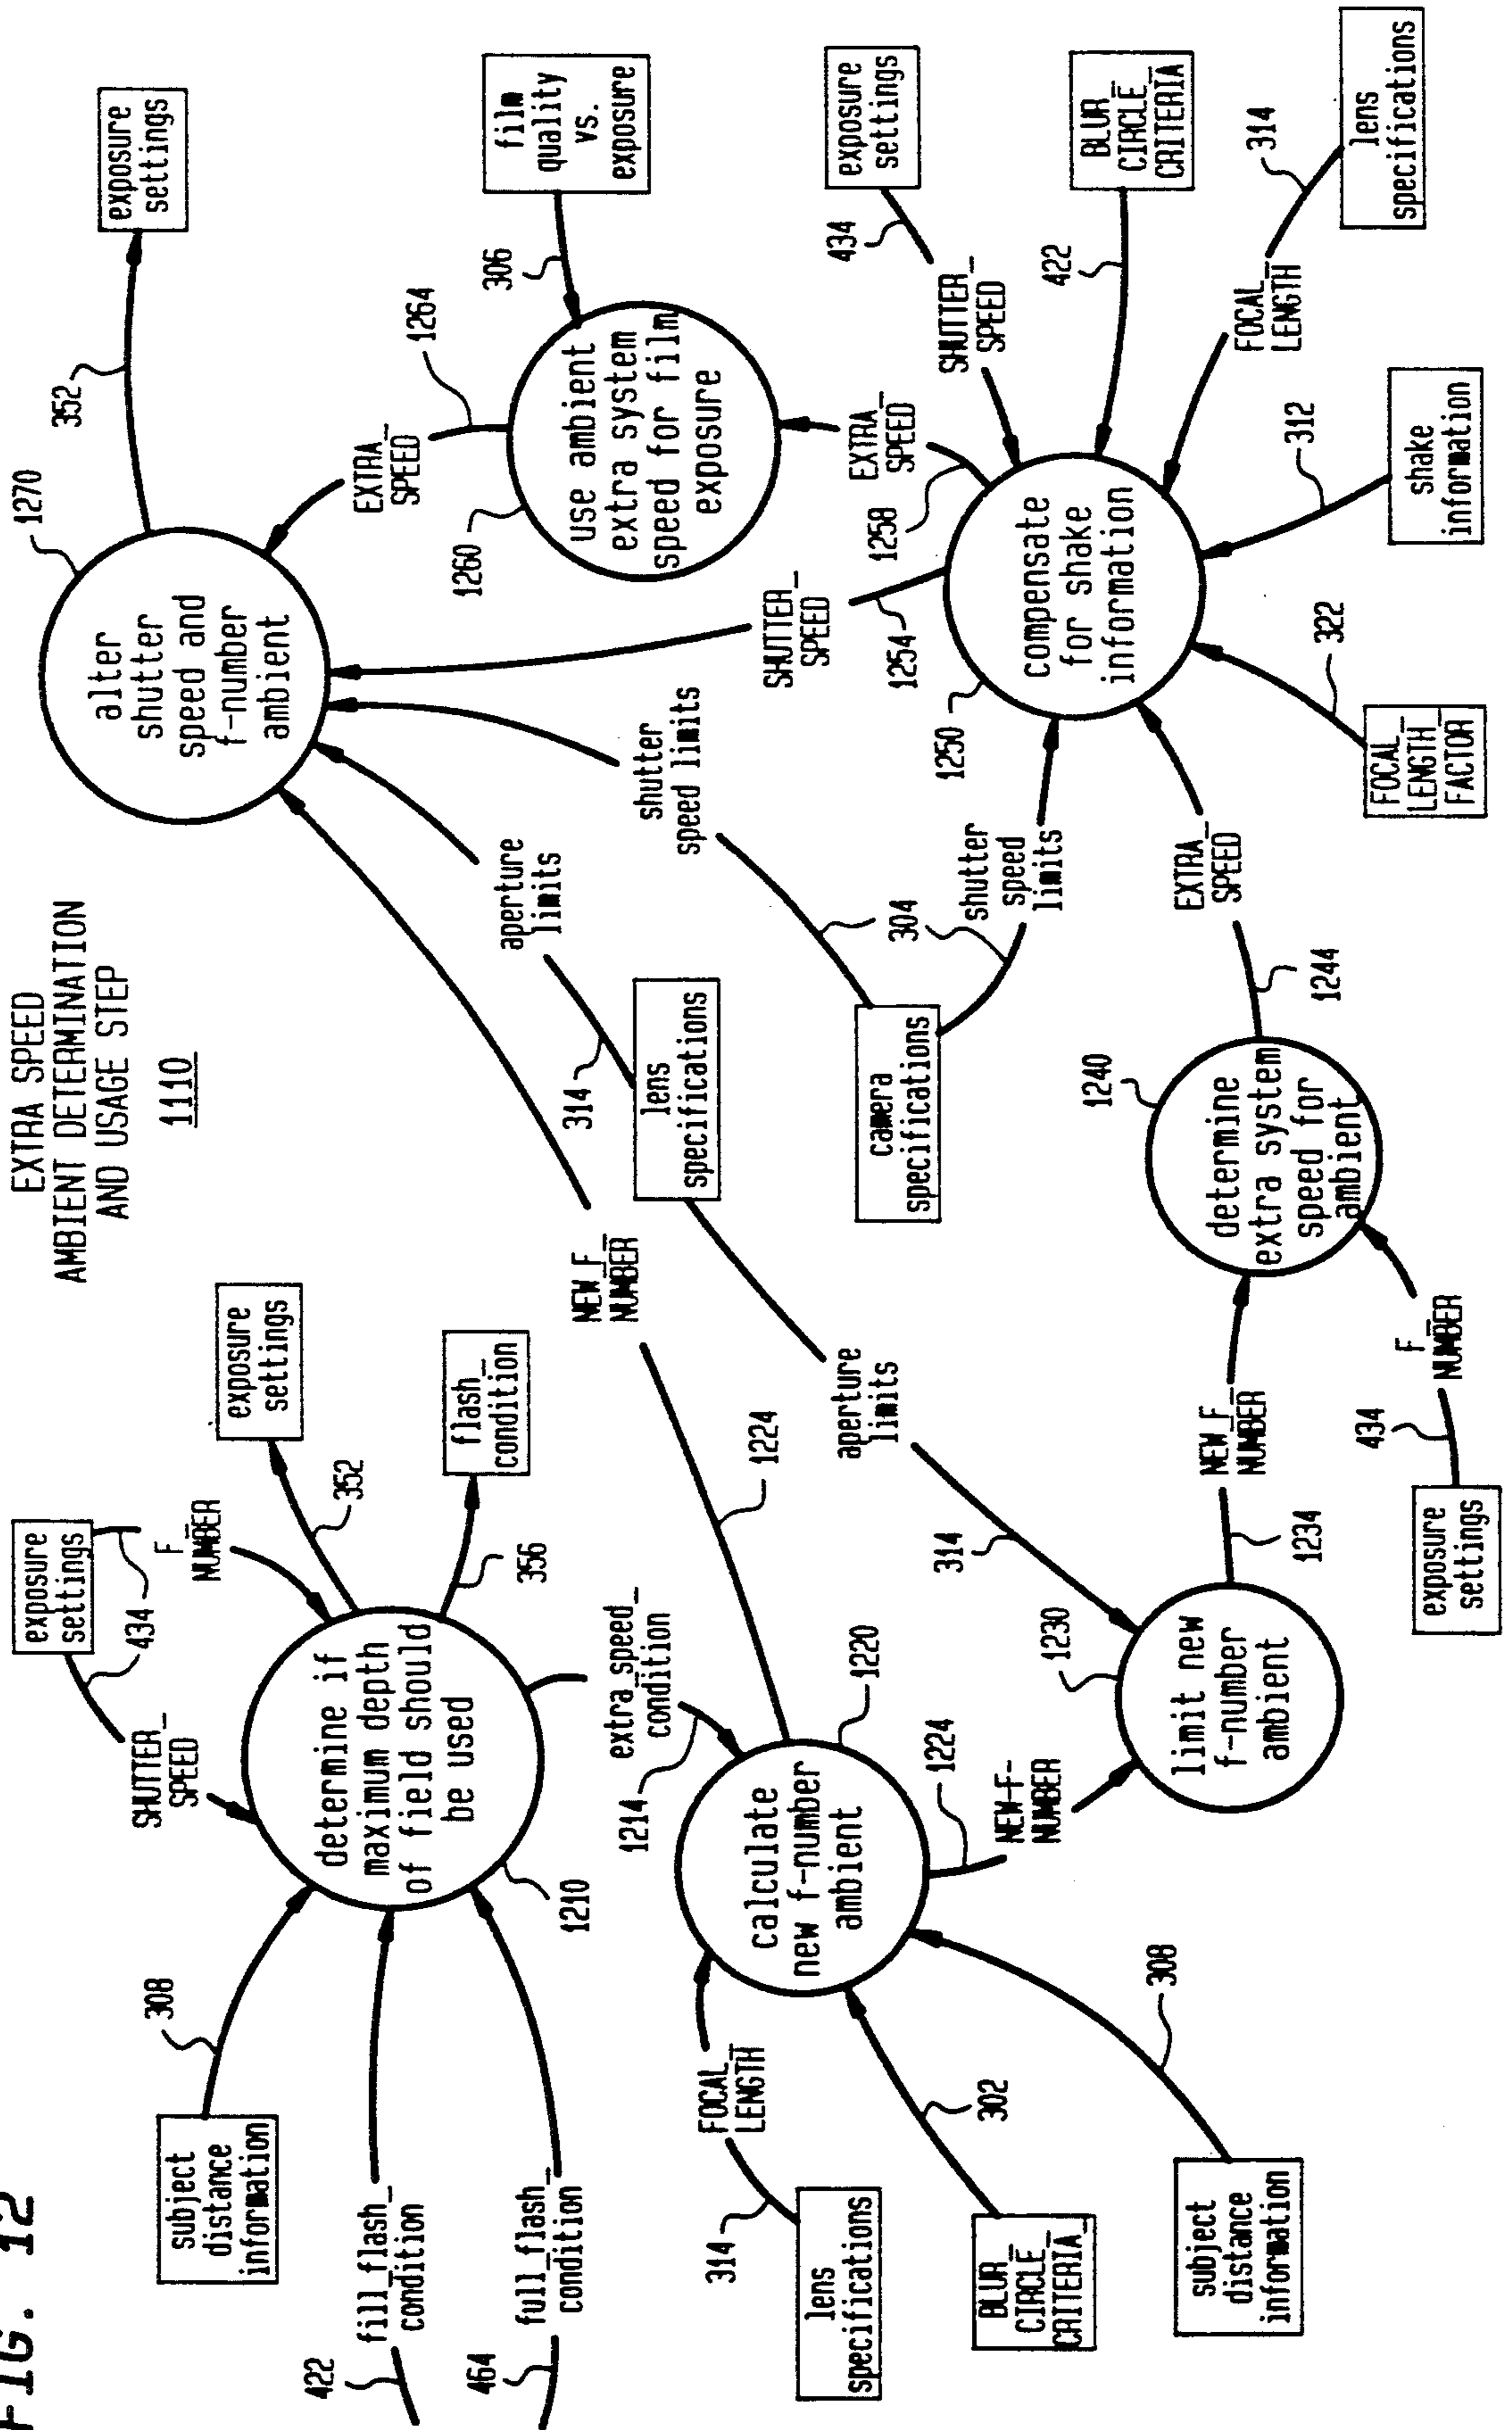 FIG. 12
EXTRA SPEED
AMBIENT DETERMINATION
AND USAGE STEP
1110
exposure
settings
434
SHUTTER_
SPEED
F_
NUMBER
subject
distance
information
308
422
fill_flash_
condition
464
full_flash_
condition
determine if
maximum depth
of field should
be used
1210
352
exposure
settings
356
flash_
condition
extra_speed_
condition
1214
lens
specifications
314
FOCAL_
LENGTH
BLUR_
CIRCLE_
CRITERIA_
302
subject
distance
information
308
calculate
new f-number
ambient
1220
1224
NEW_F_
NUMBER
1224
NEW-F-
NUMBER
limit new
f-number
ambient
1230
314
aperture
limits
lens
specifications
314
aperture
limits
1234
NEW_F_
NUMBER
exposure
settings
434
F_
NUMBER
determine
extra system
speed for
ambient
1240
1244
EXTRA_
SPEED
camera
specifications
304
shutter
speed
limits
shutter
speed limits
compensate
for shake
information
1250
1254
SHUTTER_
SPEED
1258
EXTRA_
SPEED
FOCAL_
LENGTH_
FACTOR
322
shake
information
312
lens
specifications
314
FOCAL_
LENGTH
BLUR_
CIRCLE_
CRITERIA
422
exposure
settings
434
SHUTTER_
SPEED
use ambient
extra system
speed for film
exposure
1260
306
film
quality
vs.
exposure
1264
EXTRA_
SPEED
alter
shutter
speed and
f-number
ambient
1270
352
exposure
settings